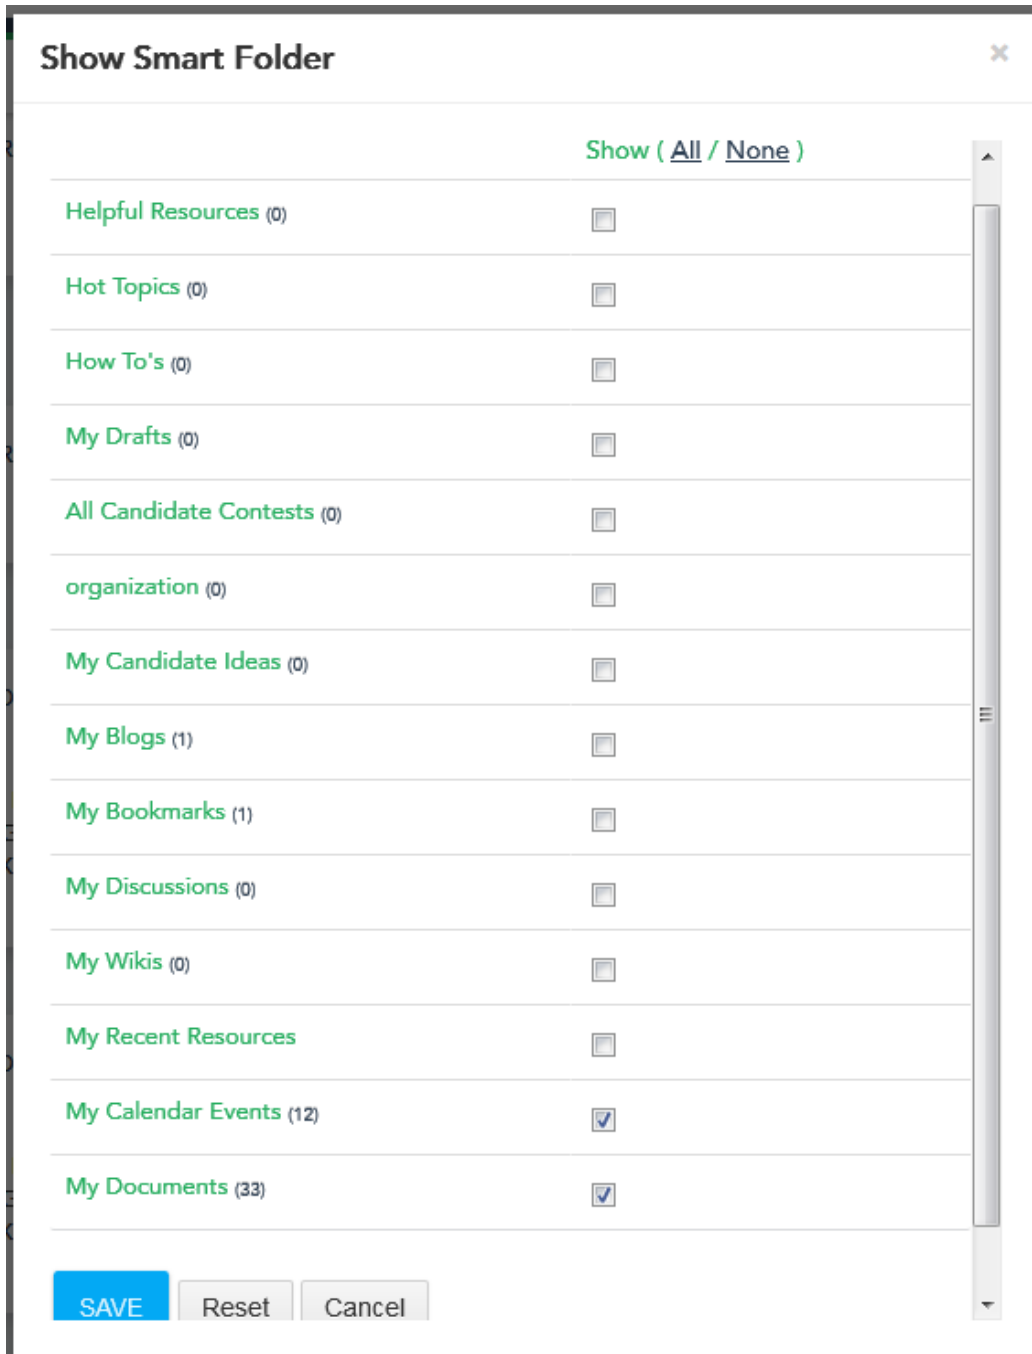 Show Smart Folder
Show ( All / None )
Helpful Resources (0)
Hot Topics (0)
How To's (0)
My Drafts (0)
All Candidate Contests (0)
organization (0)
My Candidate Ideas (0)
My Blogs (1)
My Bookmarks (1)
My Discussions (0)
My Wikis (0)
My Recent Resources
My Calendar Events (12)
My Documents (33)
SAVE Reset Cancel